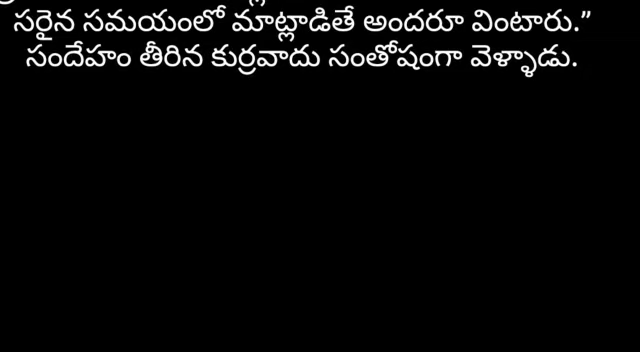 సరైన సమయంలో మాట్లాడితే అందరూ వింటారు.”
సందేహం తీరిన కుర్రవాదు సంతోషంగా వెళ్ళాడు.